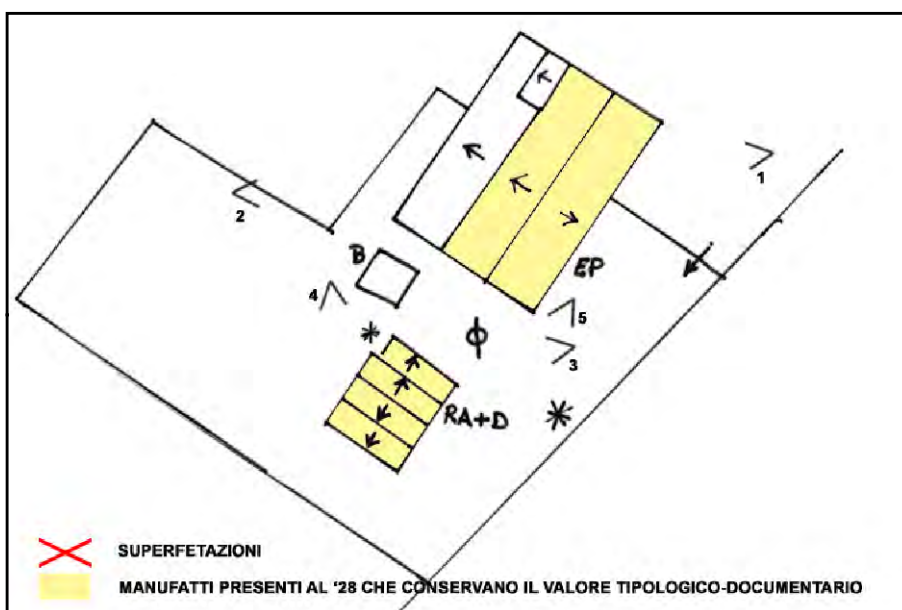 1
2
B
EP
4
5
3
RA+D
SUPERFETAZIONI
MANUFATTI PRESENTI AL '28 CHE CONSERVANO IL VALORE TIPOLOGICO-DOCUMENTARIO